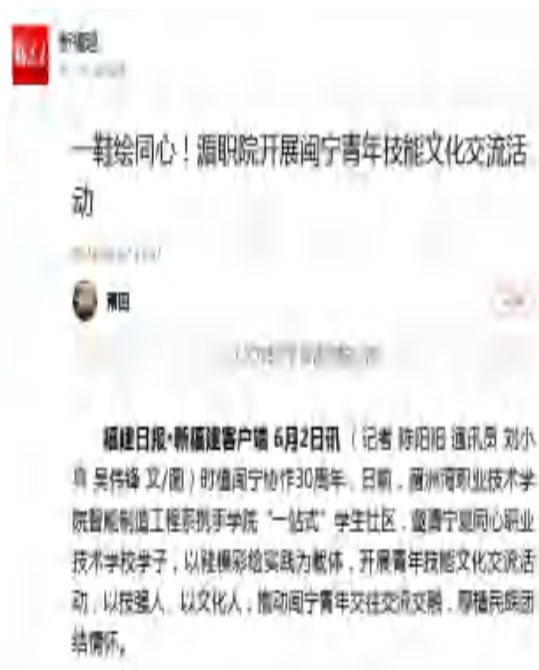 一鞋绘同心！湄职院开展闽宁青年技能文化交流活
动
莆田
福建日报·新福建客户端 6月2日讯（记者 陈阳阳 通讯员 刘小
吴伟锋 文/图）时值闽宁协作30周年，日前，湄洲湾职业技术学
院智能制造工程系携手学院“一站式”学生社区，邀请宁夏同心职业
技术学校学子，以鞋模彩绘实践为载体，开展青年技能文化交流活
动，以技强人、以文化人，推动闽宁青年交往交流交融，厚植民族团
结情怀。